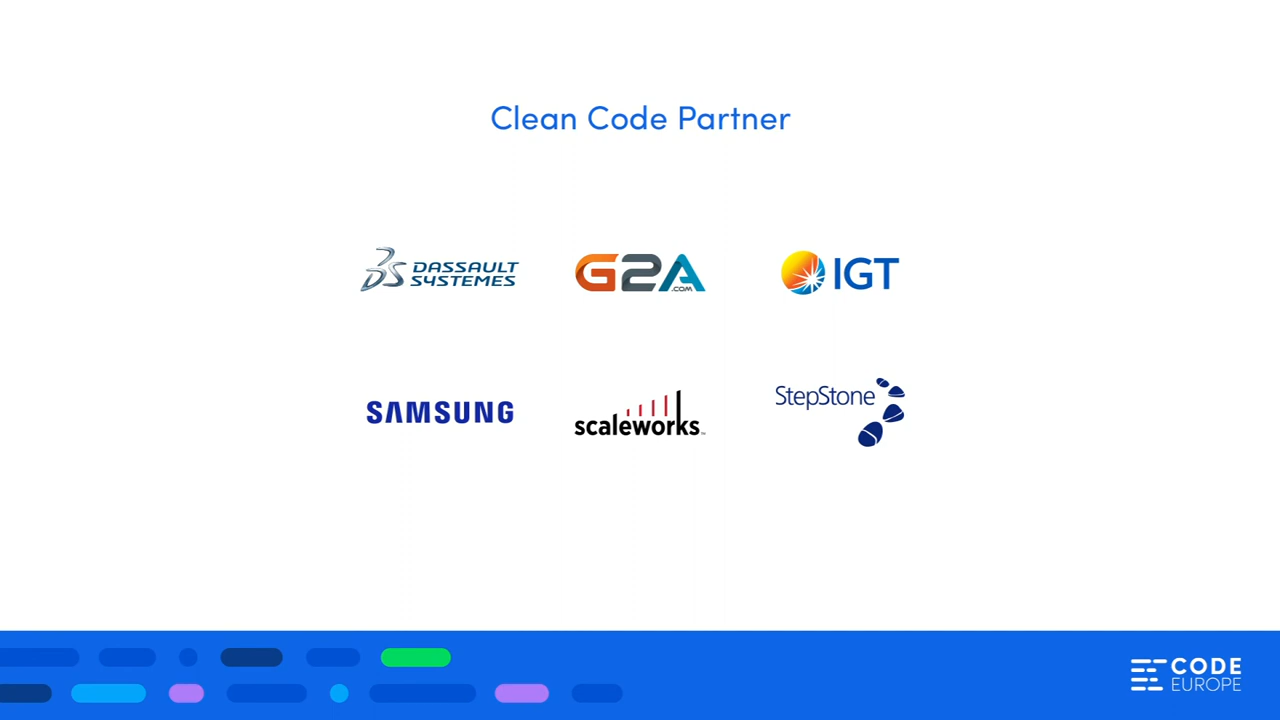 Clean Code Partner
DASSAULT
SYSTEMES
G2A
.COM
IGT
SAMSUNG
scaleworks
StepStone
CODE
EUROPE